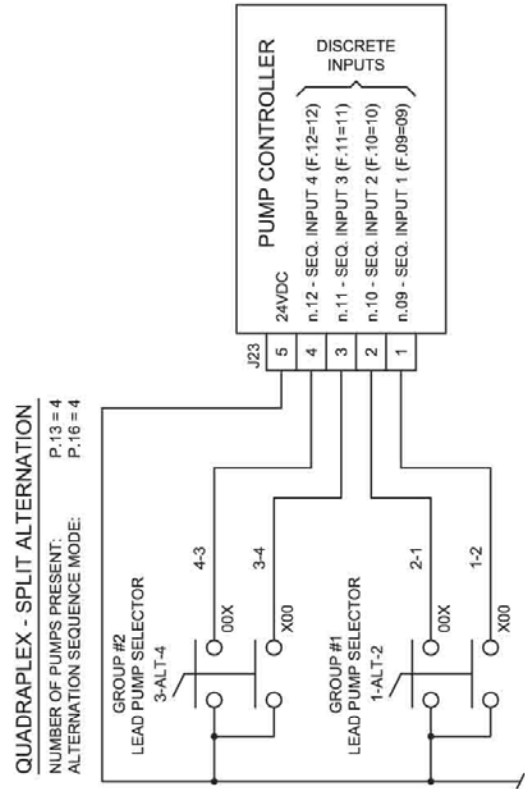 QUADRAPLEX - SPLIT ALTERNATION
NUMBER OF PUMPS PRESENT: P.13 = 4
ALTERNATION SEQUENCE MODE: P.16 = 4
GROUP #2
LEAD PUMP SELECTOR
3-ALT-4
00X
4-3
X00
3-4
GROUP #1
LEAD PUMP SELECTOR
1-ALT-2
00X
2-1
X00
1-2
J23
5
4
3
2
1
PUMP CONTROLLER
24VDC
DISCRETE
INPUTS
n.12 - SEQ. INPUT 4 (F.12=12)
n.11 - SEQ. INPUT 3 (F.11=11)
n.10 - SEQ. INPUT 2 (F.10=10)
n.09 - SEQ. INPUT 1 (F.09=09)